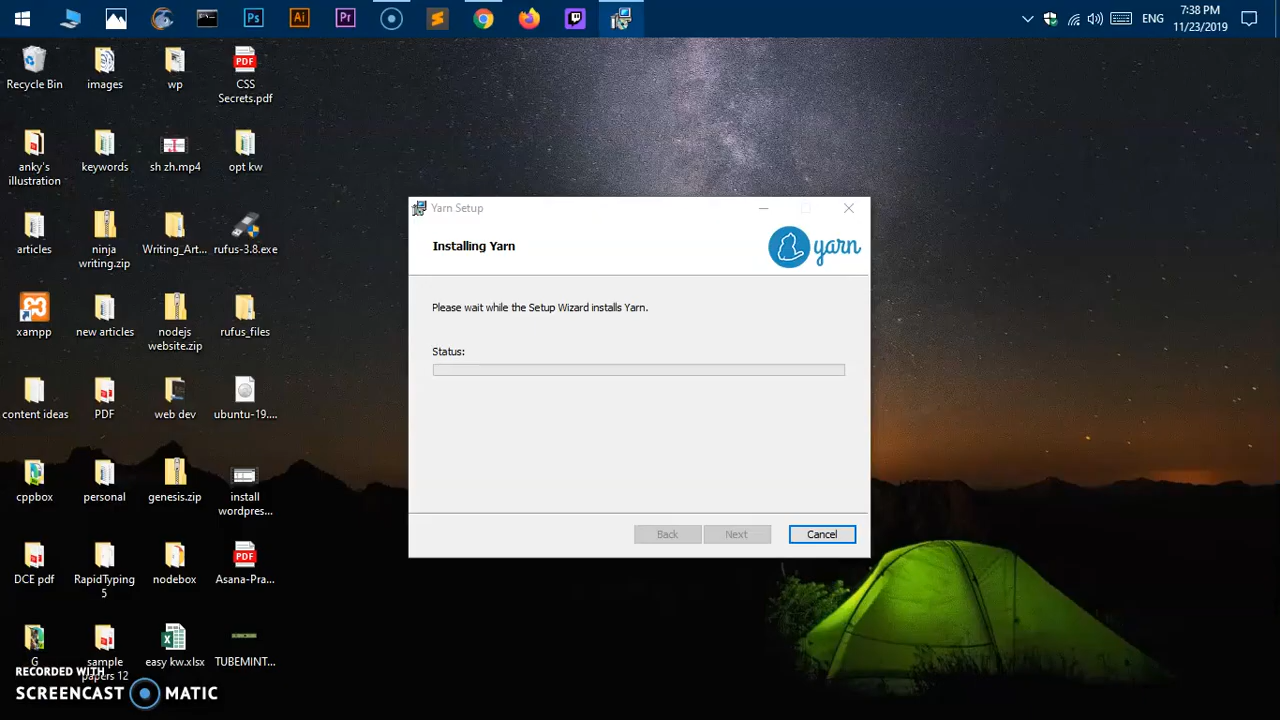 Ps
Ai
Pr
ENG
7:38 PM
11/23/2019
Recycle Bin
images
wp
PDF
CSS
Secrets.pdf
anky's
illustration
keywords
sh zh.mp4
opt kw
articles
ninja
writing.zip
Writing_Art...
rufus-3.8.exe
xampp
new articles
nodejs
website.zip
rufus_files
content ideas
PDF
web dev
ubuntu-19....
cppbox
personal
genesis.zip
install
wordpres...
DCE pdf
RapidTyping
5
nodebox
PDF
Asana-Pra...
G
sample
papers 12
easy kw.xlsx
TUBEMINT...
Yarn Setup
Installing Yarn
yarn
Please wait while the Setup Wizard installs Yarn.
Status:
Back
Next
Cancel
RECORDED WITH
SCREENCAST MATIC